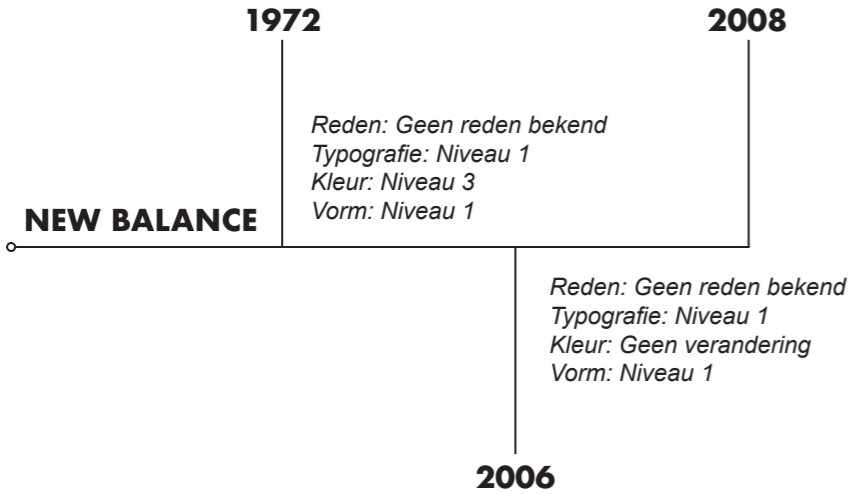 1972
2008
Reden: Geen reden bekend
Typografie: Niveau 1
Kleur: Niveau 3
Vorm: Niveau 1
NEW BALANCE
Reden: Geen reden bekend
Typografie: Niveau 1
Kleur: Geen verandering
Vorm: Niveau 1
2006